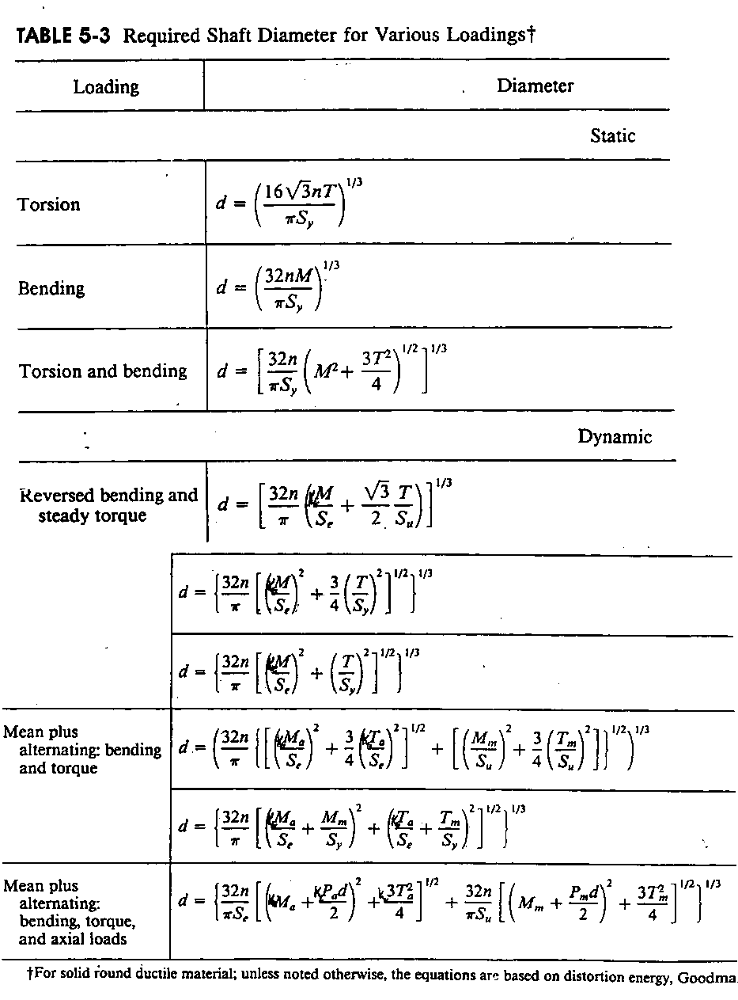 TABLE 5-3 Required Shaft Diameter for Various Loadings†
Loading Diameter
Static
Torsion d = (16√3nT / πS_y)^1/3
Bending d = (32nM / πS_y)^1/3
Torsion and bending d = [32n / πS_y (M² + 3T² / 4)^1/2]^1/3
Dynamic
Reversed bending and
steady torque
d = [32n / π (kM / S_e + √3 / 2 T / S_u)]^1/3
d = {32n / π [(kM / S_e)² + 3/4 (T / S_y)²]^1/2}^1/3
d = {32n / π [(kM / S_e)² + (T / S_y)²]^1/2}^1/3
Mean plus
alternating: bending
and torque
d = (32n / π {[(kM_a / S_e)² + 3/4 (kT_a / S_e)²]^1/2 + [(M_m / S_u)² + 3/4 (T_m / S_u)²]}^1/2)^1/3
d = {32n / π [(kM_a / S_e + M_m / S_y)² + (kT_a / S_e + T_m / S_y)²]^1/2}^1/3
Mean plus
alternating:
bending, torque,
and axial loads
d = {32n / πS_e [(kM_a + kP_ad / 2)² + k3T_a² / 4]^1/2 + 32n / πS_u [(M_m + P_md / 2)² + 3T_m² / 4]^1/2}^1/3
†For solid round ductile material; unless noted otherwise, the equations are based on distortion energy, Goodma